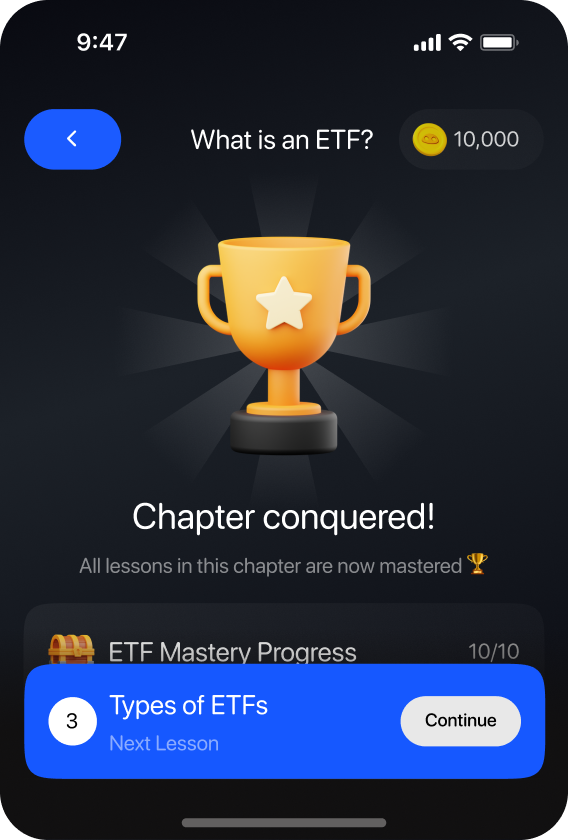 9:47
What is an ETF?
10,000
Chapter conquered!
All lessons in this chapter are now mastered 🏆
ETF Mastery Progress
10/10
3
Types of ETFs
Next Lesson
Continue